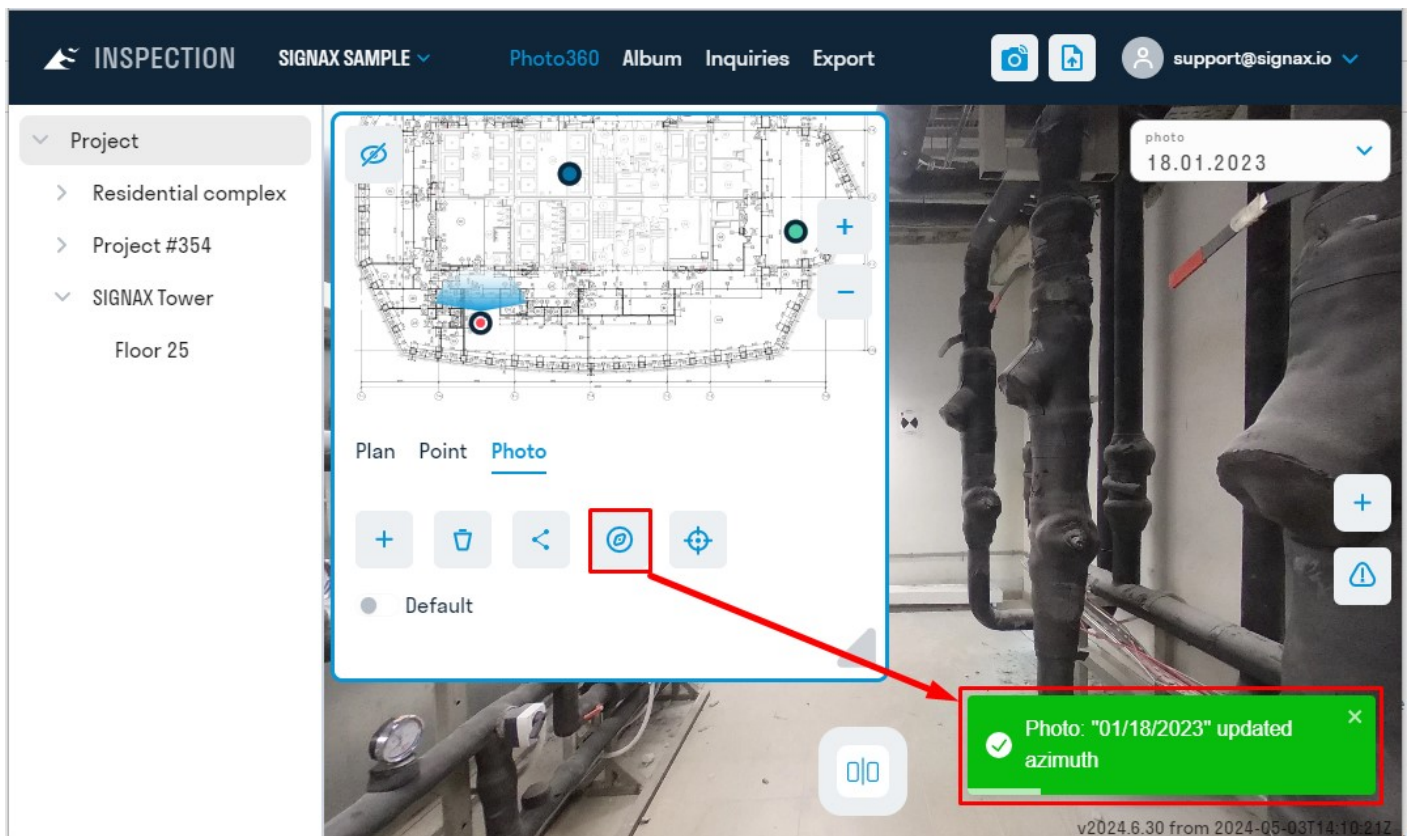 INSPECTION SIGNAX SAMPLE Photo360 Album Inquiries Export support@signax.io
Project
Residential complex
Project #354
SIGNAX Tower
Floor 25
photo
18.01.2023
Plan Point Photo
Default
Photo: "01/18/2023" updated
azimuth
v2024.6.30 from 2024-05-03T14:10:21Z